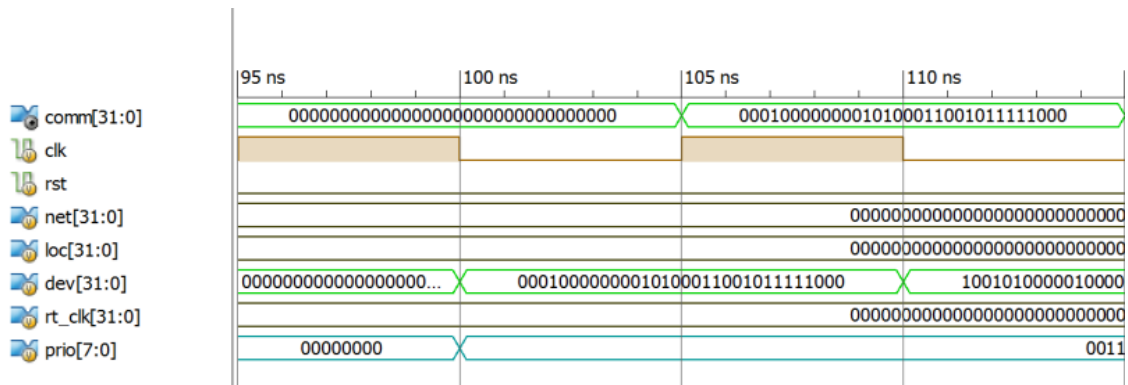 95 ns 100 ns 105 ns 110 ns
comm[31:0] 00000000000000000000000000000000 00010000000010100011001011111000
clk
rst
net[31:0] 000000000000000000000000000
loc[31:0] 000000000000000000000000000
dev[31:0] 000000000000000000... 00010000000010100011001011111000 1001010000010000
rt_clk[31:0] 000000000000000000000000000
prio[7:0] 00000000 0011